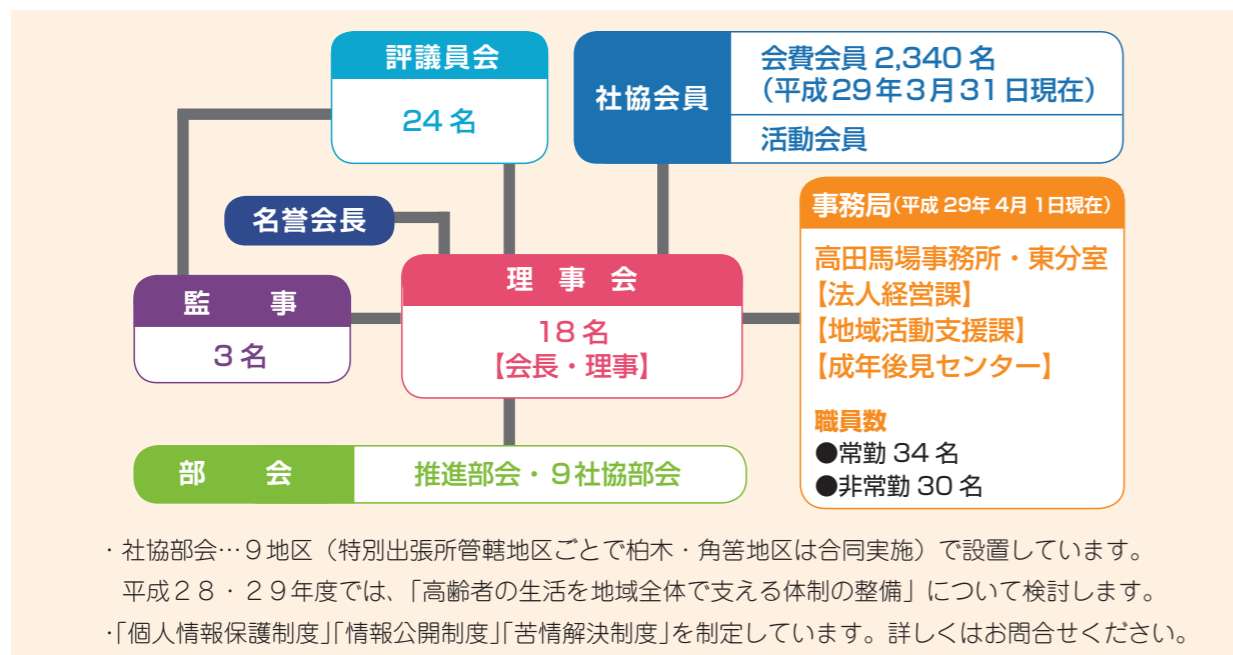 評議員会
24名
社協会員
会費会員 2,340 名
（平成29年3月31日現在）
活動会員
名誉会長
監　事
3名
理 事 会
18名
【会長・理事】
事務局（平成 29年 4月 1日現在）
高田馬場事務所・東分室
【法人経営課】
【地域活動支援課】
【成年後見センター】
職員数
●常勤 34 名
●非常勤 30 名
部　会
推進部会・９社協部会
・社協部会…９地区（特別出張所管轄地区ごとで柏木・角筈地区は合同実施）で設置しています。
平成２８・２９年度では、「高齢者の生活を地域全体で支える体制の整備」について検討します。
・「個人情報保護制度」「情報公開制度」「苦情解決制度」を制定しています。詳しくはお問合せください。